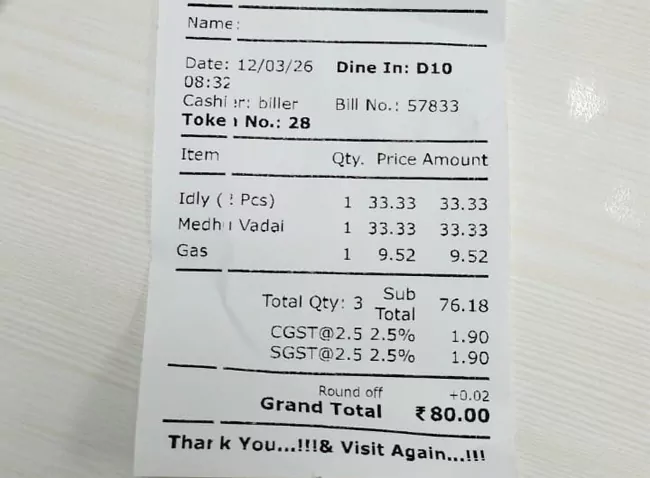 Name:
Date: 12/03/26 Dine In: D10
08:32
Cashier: biller Bill No.: 57833
Token No.: 28
Item Qty. Price Amount
Idly ( Pcs) 1 33.33 33.33
Medhu Vadai 1 33.33 33.33
Gas 1 9.52 9.52
Total Qty: 3 Sub Total 76.18
CGST@2.5 2.5% 1.90
SGST@2.5 2.5% 1.90
Round off +0.02
Grand Total ₹80.00
Thank You...!!!& Visit Again...!!!